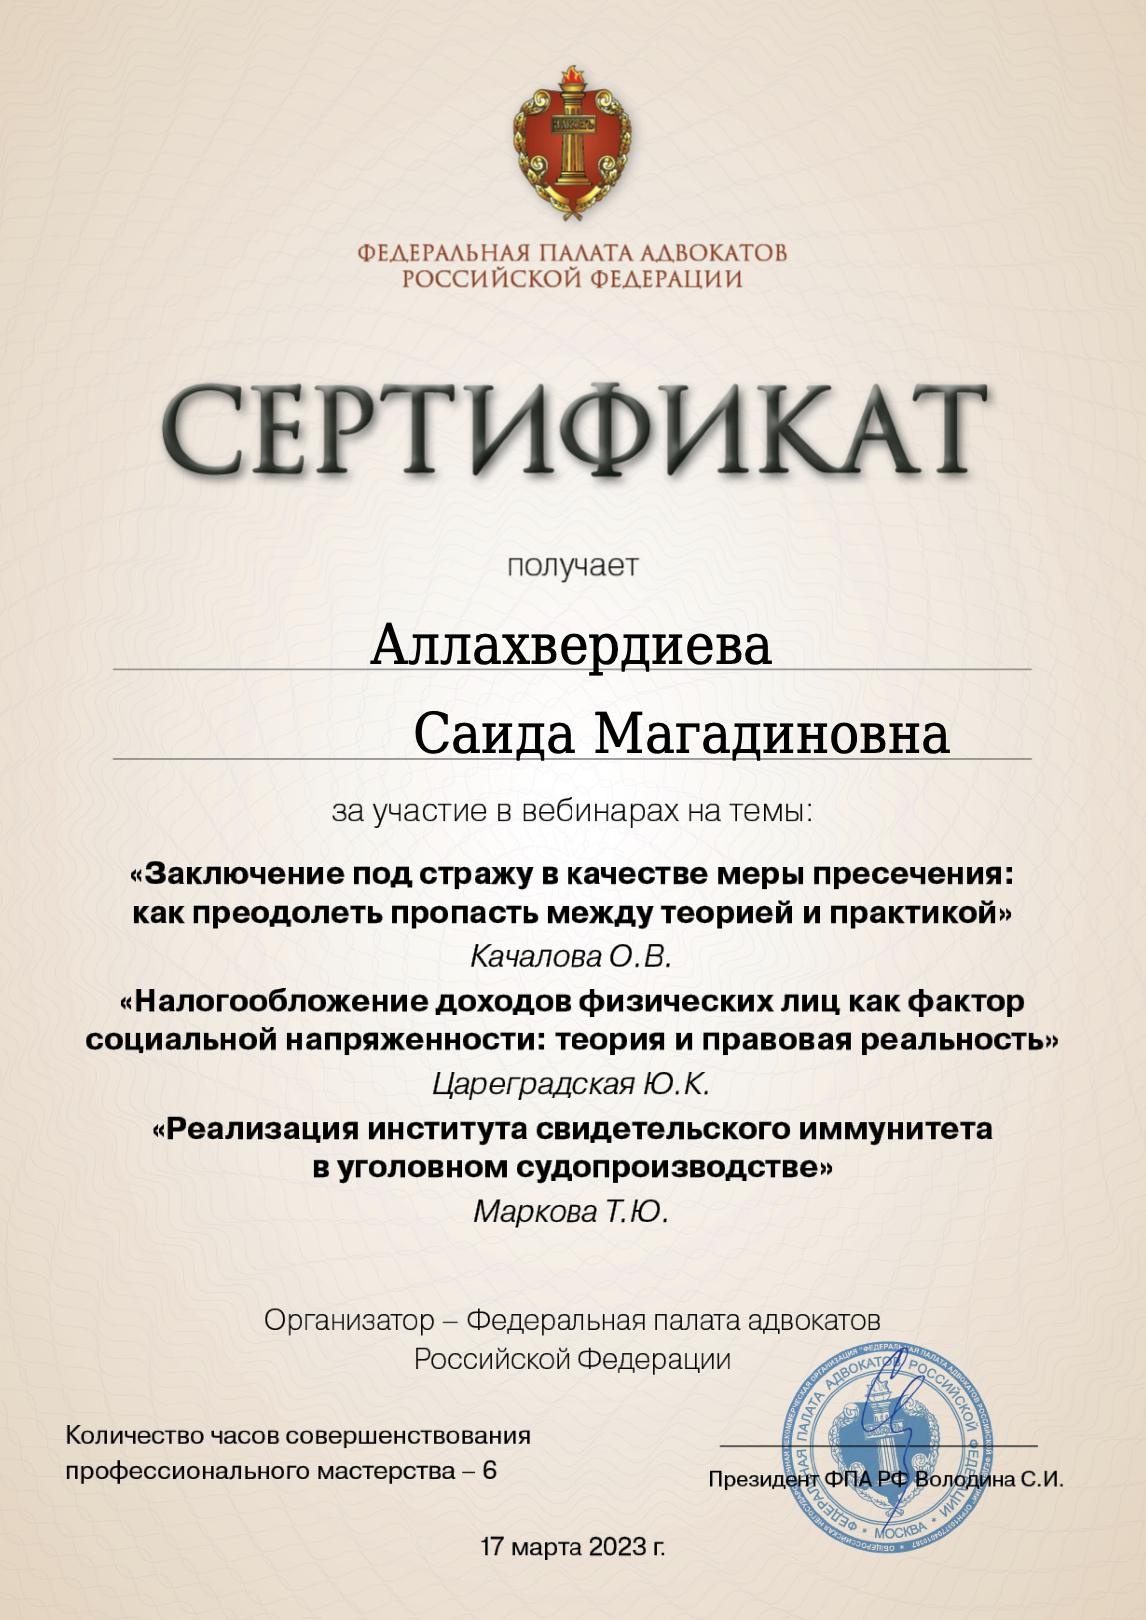 ЗАКОНЪ
ФЕДЕРАЛЬНАЯ ПАЛАТА АДВОКАТОВ
РОССИЙСКОЙ ФЕДЕРАЦИИ
СЕРТИФИКАТ
получает
Аллахвердиева
Саида Магадиновна
за участие в вебинарах на темы:
«Заключение под стражу в качестве меры пресечения:
как преодолеть пропасть между теорией и практикой»
Качалова О.В.
«Налогообложение доходов физических лиц как фактор
социальной напряженности: теория и правовая реальность»
Цареградская Ю.К.
«Реализация института свидетельского иммунитета
в уголовном судопроизводстве»
Маркова Т.Ю.
Организатор – Федеральная палата адвокатов
Российской Федерации
Количество часов совершенствования
профессионального мастерства – 6
Президент ФПА РФ Володина С.И.
ФЕДЕРАЛЬНАЯ ПАЛАТА АДВОКАТОВ РОССИЙСКОЙ ФЕДЕРАЦИИ
* МОСКВА *
17 марта 2023 г.